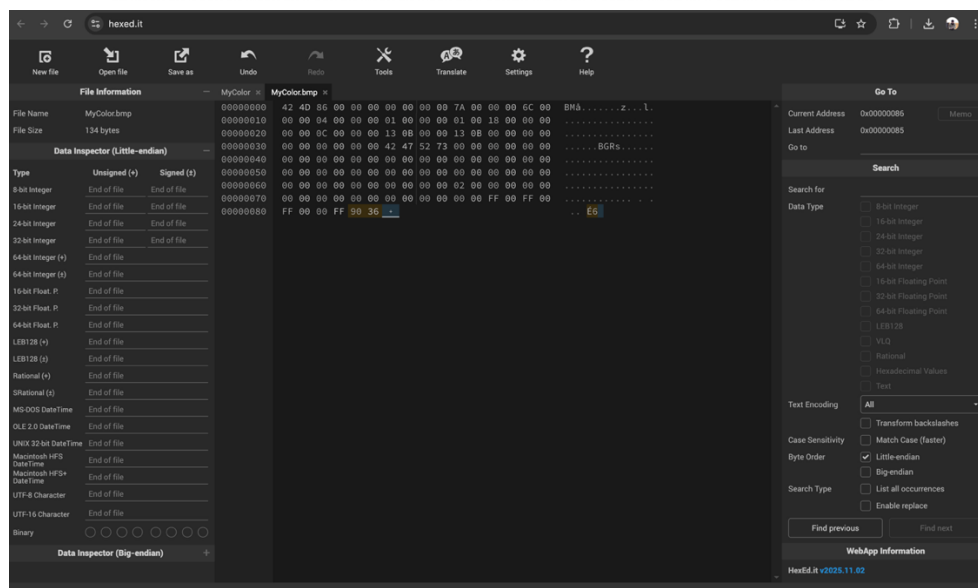 hexed.it
New file Open file Save as Undo Redo Tools Translate Settings Help
File Information
File Name MyColor.bmp
File Size 134 bytes
Data Inspector (Little-endian)
Type Unsigned (+) Signed (±)
8-bit Integer End of file End of file
16-bit Integer End of file End of file
24-bit Integer End of file End of file
32-bit Integer End of file End of file
64-bit Integer (+) End of file
64-bit Integer (±) End of file
16-bit Float. P. End of file
32-bit Float. P. End of file
64-bit Float. P. End of file
LEB128 (+) End of file
LEB128 (±) End of file
Rational (+) End of file
SRational (±) End of file
MS-DOS DateTime End of file
OLE 2.0 DateTime End of file
UNIX 32-bit DateTime End of file
Macintosh HFS DateTime End of file
Macintosh HFS+ DateTime End of file
UTF-8 Character End of file
UTF-16 Character End of file
Binary
Data Inspector (Big-endian)
MyColor × MyColor.bmp ×
00000000 42 4D 86 00 00 00 00 00 00 00 7A 00 00 00 6C 00 BMå.......z...l.
00000010 00 00 04 00 00 00 01 00 00 00 01 00 18 00 00 00 ................
00000020 00 00 0C 00 00 00 13 0B 00 00 13 0B 00 00 00 00 ................
00000030 00 00 00 00 00 00 42 47 52 73 00 00 00 00 00 00 ......BGRs......
00000040 00 00 00 00 00 00 00 00 00 00 00 00 00 00 00 00 ................
00000050 00 00 00 00 00 00 00 00 00 00 00 00 00 00 00 00 ................
00000060 00 00 00 00 00 00 00 00 00 00 02 00 00 00 00 00 ................
00000070 00 00 00 00 00 00 00 00 00 00 00 00 FF 00 FF 00 ............ . .
00000080 FF 00 00 FF 90 36 .. É6
Go To
Current Address 0x00000086 Memo
Last Address 0x00000085
Go to
Search
Search for
Data Type 8-bit Integer
16-bit Integer
24-bit Integer
32-bit Integer
64-bit Integer
16-bit Floating Point
32-bit Floating Point
64-bit Floating Point
LEB128
VLQ
Rational
Hexadecimal Values
Text
Text Encoding All
Transform backslashes
Case Sensitivity Match Case (faster)
Byte Order Little-endian
Big-endian
Search Type List all occurrences
Enable replace
Find previous Find next
WebApp Information
HexEd.it v2025.11.02